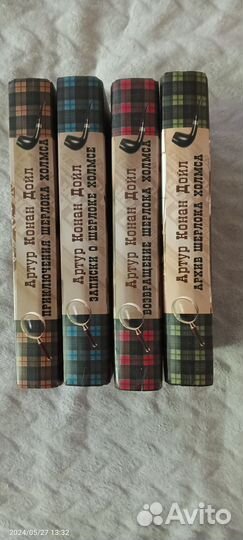 Артур Конан Дойл
ПРИКЛЮЧЕНИЯ ШЕРЛОКА ХОЛМСА
Артур Конан Дойл
ЗАПИСКИ О ШЕРЛОКЕ ХОЛМСЕ
Артур Конан Дойл
ВОЗВРАЩЕНИЕ ШЕРЛОКА ХОЛМСА
Артур Конан Дойл
АРХИВ ШЕРЛОКА ХОЛМСА
2024/05/27 13:32
Avito